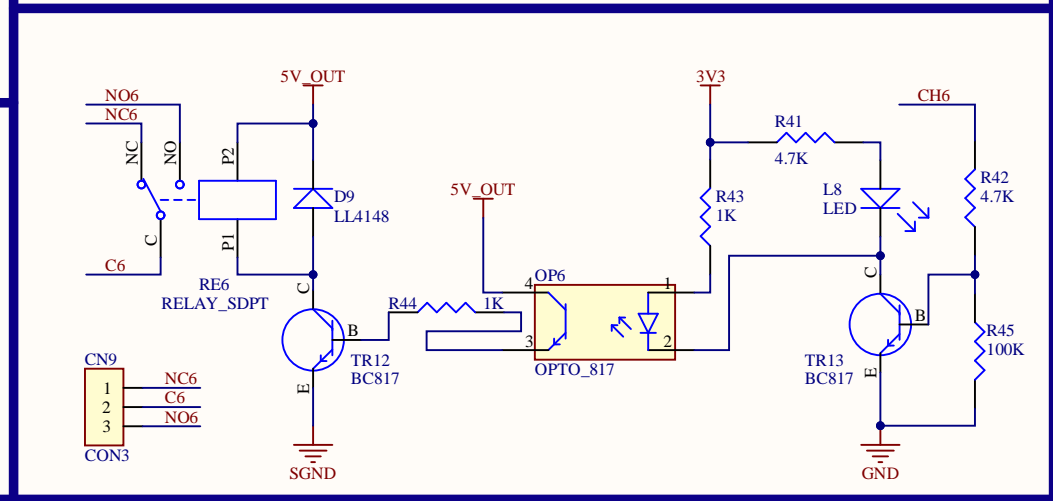 5V_OUT
3V3
NO6
NC6
CH6
NC
NO
P2
R41
4.7K
R42
4.7K
5V_OUT
D9
LL4148
R43
1K
L8
LED
C
P1
C6
RE6
RELAY_SDPT
C
OP6
4
1
R44
1K
C
B
TR12
BC817
3
2
OPTO_817
B
R45
100K
TR13
BC817
E
E
CN9
1
NC6
2
C6
3
NO6
CON3
SGND
GND